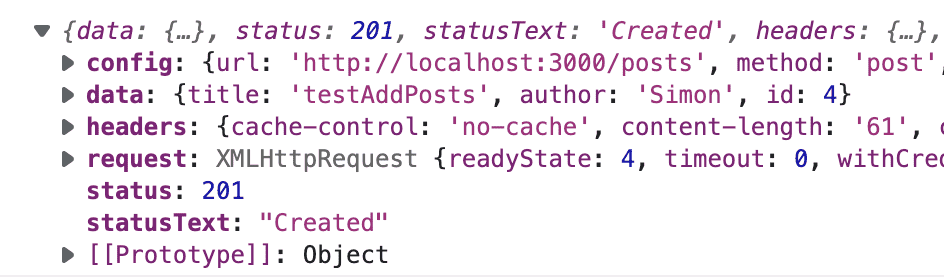 {data: {…}, status: 201, statusText: 'Created', headers: {…},
config: {url: 'http://localhost:3000/posts', method: 'post',
data: {title: 'testAddPosts', author: 'Simon', id: 4}
headers: {cache-control: 'no-cache', content-length: '61',
request: XMLHttpRequest {readyState: 4, timeout: 0, withCre
status: 201
statusText: "Created"
[[Prototype]]: Object